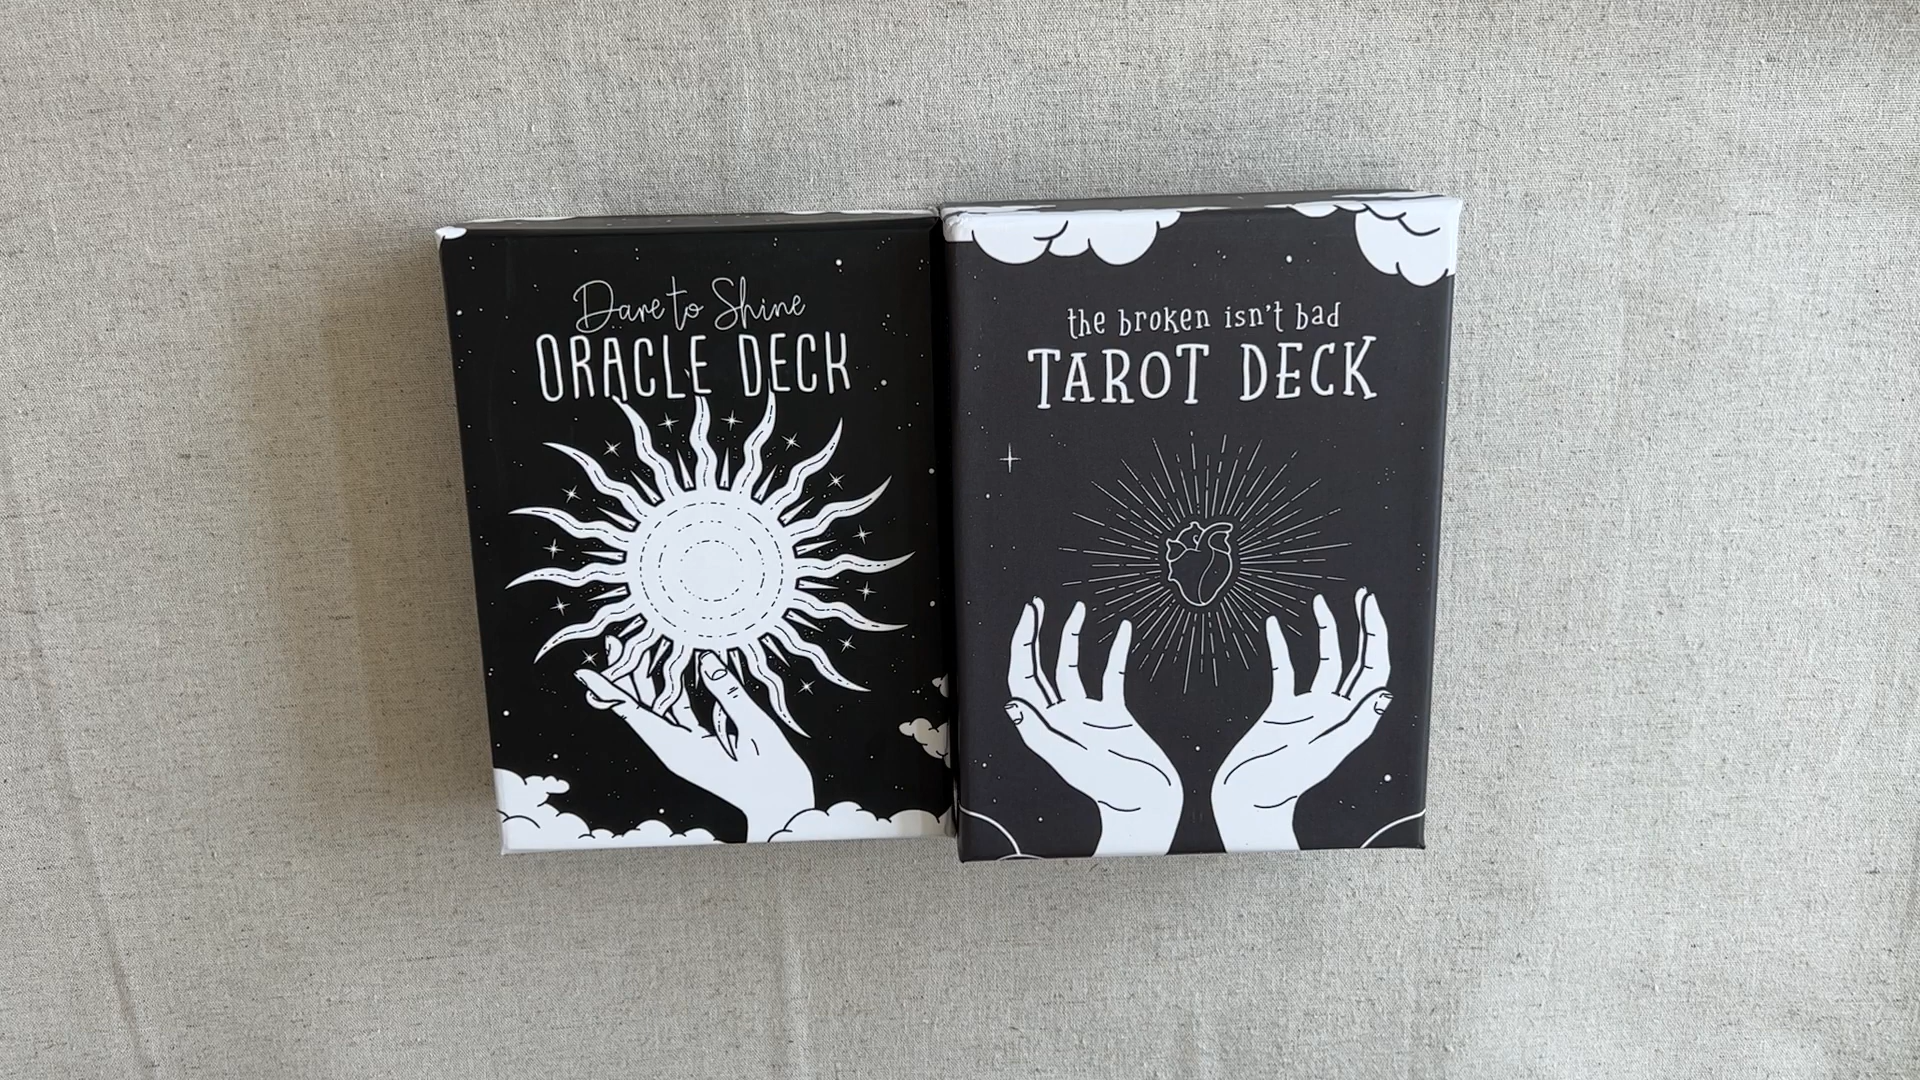 Dare to Shine
ORACLE DECK
the broken isn't bad
TAROT DECK